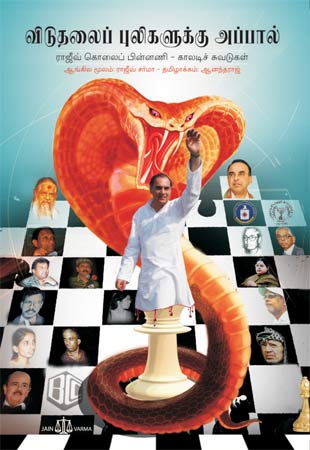 விடுதலைப் புலிகளுக்கு அப்பால்
ராஜீவ் கொலைப் பின்னணி - காலடிச் சுவடுகள்
ஆங்கில மூலம்: ராஜீவ் சர்மா - தமிழாக்கம்: ஆனந்தராஜ்
JAIN VARMA